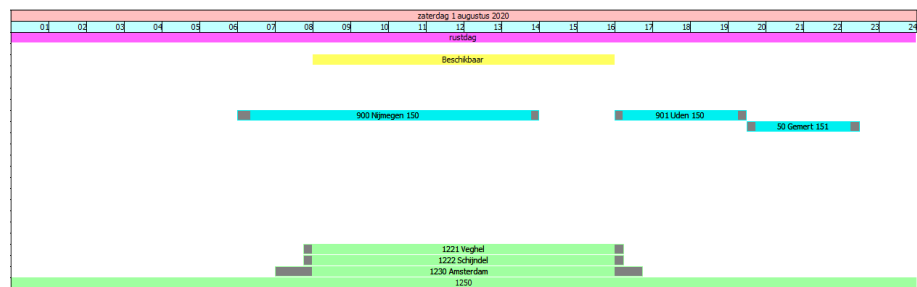 zaterdag 1 augustus 2020
01 02 03 04 05 06 07 08 09 10 11 12 13 14 15 16 17 18 19 20 21 22 23 24
rustdag
Beschikbaar
900 Nijmegen 150 901 Uden 150
50 Gemert 151
1221 Veghel
1222 Schijndel
1230 Amsterdam
1250